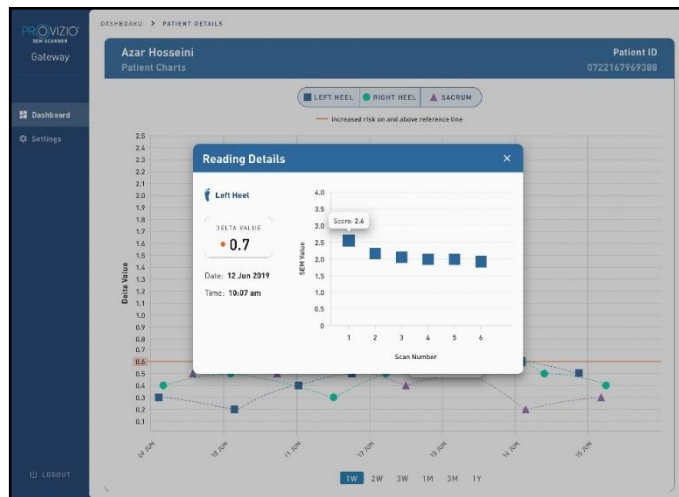 PROVIZIO
SEM SCANNER
Gateway
Dashboard
Settings
LOGOUT
DASHBOARD > PATIENT DETAILS
Azar Hosseini
Patient Charts
Patient ID
0722167969388
LEFT HEEL
RIGHT HEEL
SACRUM
Increased risk on and above reference line
Delta Value
2.5
2.4
2.3
2.2
2.1
2.0
1.9
1.8
1.7
1.6
1.5
1.4
1.3
1.2
1.1
1.0
0.9
0.8
0.7
0.6
0.5
0.4
0.3
0.2
0.1
09 JUN
10 JUN
11 JUN
12 JUN
13 JUN
14 JUN
15 JUN
1W 2W 3W 1M 3M 1Y
Reading Details
×
Left Heel
DELTA VALUE
0.7
Date: 12 Jun 2019
Time: 10:07 am
SEM Value
4.0
3.5
3.0
2.5
2.0
1.5
1.0
0.5
0
Score: 2.6
1 2 3 4 5 6
Scan Number